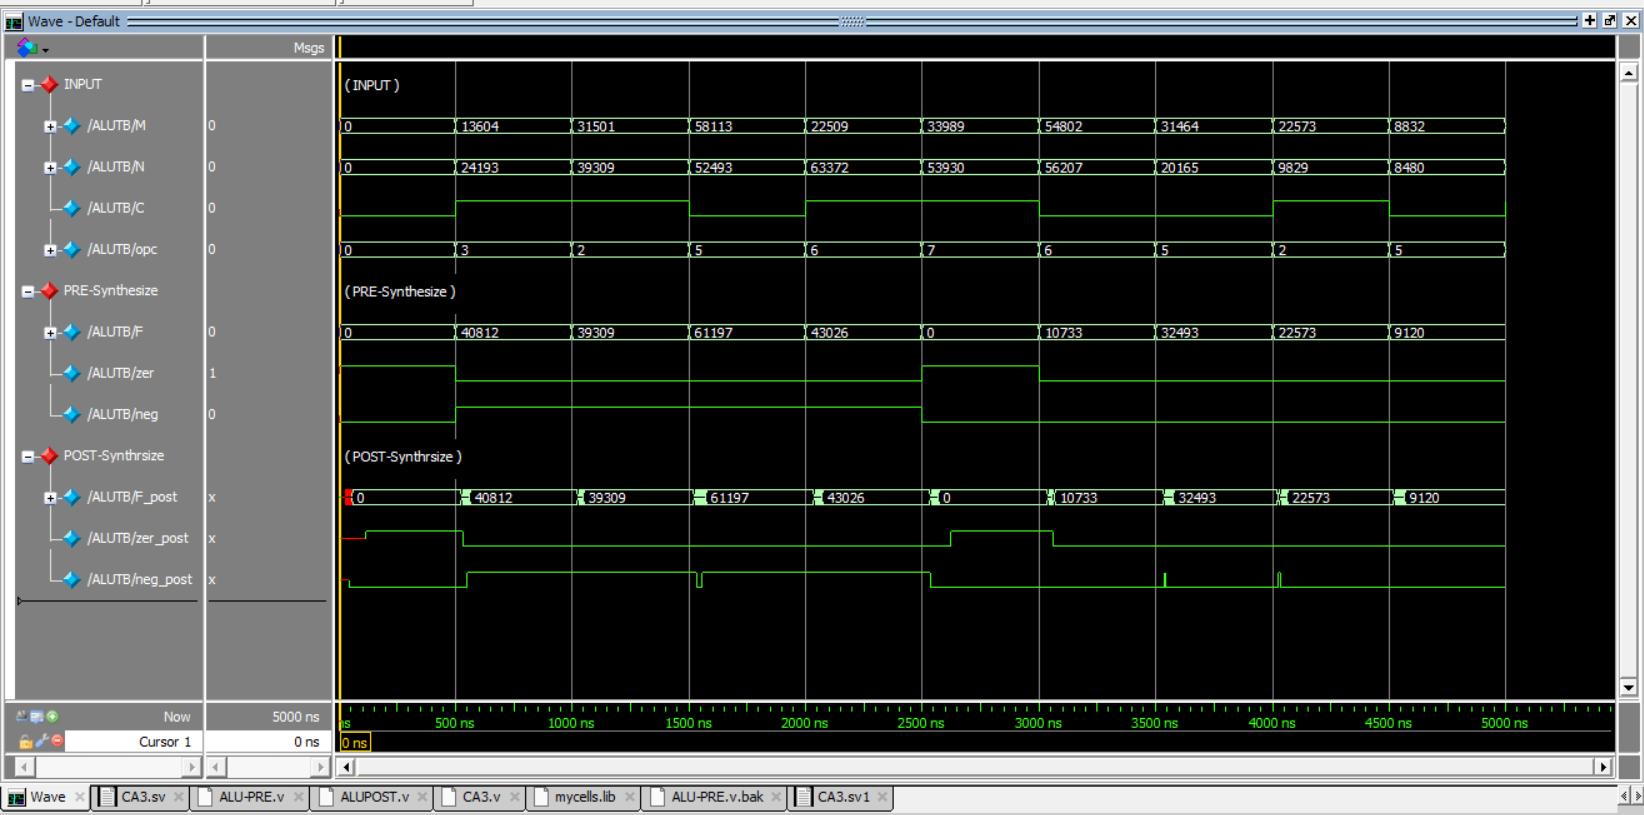 Wave - Default
Msgs
INPUT
( INPUT )
/ALUTB/M 0 0 13604 31501 58113 22509 33989 54802 31464 22573 8832
/ALUTB/N 0 0 24193 39309 52493 63372 53930 56207 20165 9829 8480
/ALUTB/C 0
/ALUTB/opc 0 0 3 2 5 6 7 6 5 2 5
PRE-Synthesize ( PRE-Synthesize )
/ALUTB/F 0 0 40812 39309 61197 43026 0 10733 32493 22573 9120
/ALUTB/zer 1
/ALUTB/neg 0
POST-Synthrsize ( POST-Synthrsize )
/ALUTB/F_post x 0 40812 39309 61197 43026 0 10733 32493 22573 9120
/ALUTB/zer_post x
/ALUTB/neg_post x
Now 5000 ns ns 500 ns 1000 ns 1500 ns 2000 ns 2500 ns 3000 ns 3500 ns 4000 ns 4500 ns 5000 ns
Cursor 1 0 ns 0 ns
Wave CA3.sv ALU-PRE.v ALUPOST.v CA3.v mycells.lib ALU-PRE.v.bak CA3.sv1